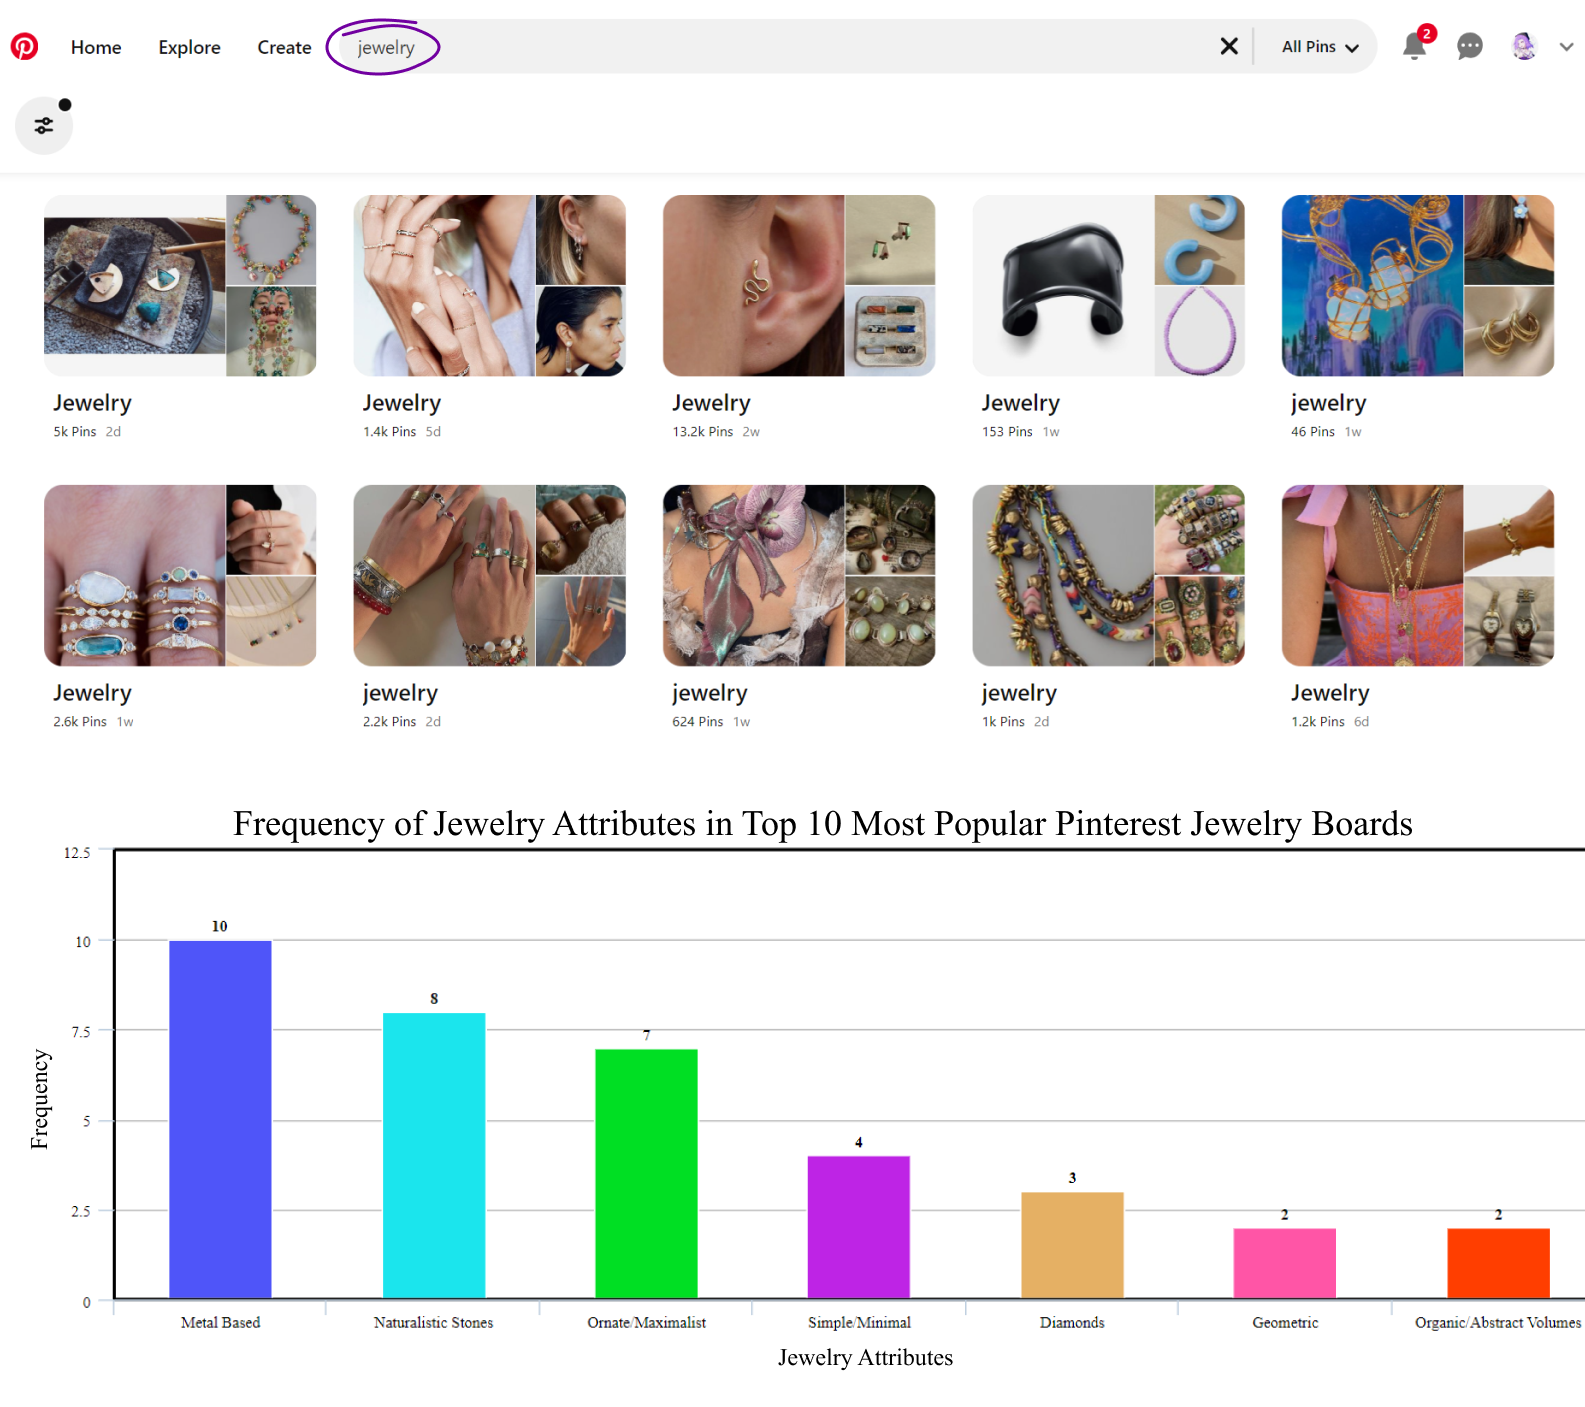 Home Explore Create jewelry All Pins 2
Jewelry
5k Pins 2d
Jewelry
1.4k Pins 5d
Jewelry
13.2k Pins 2w
Jewelry
153 Pins 1w
jewelry
46 Pins 1w
Jewelry
2.6k Pins 1w
jewelry
2.2k Pins 2d
jewelry
624 Pins 1w
jewelry
1k Pins 2d
Jewelry
1.2k Pins 6d
Frequency of Jewelry Attributes in Top 10 Most Popular Pinterest Jewelry Boards
12.5
10
7.5
5
2.5
0
Frequency
10
8
7
4
3
2
2
Metal Based
Naturalistic Stones
Ornate/Maximalist
Simple/Minimal
Diamonds
Geometric
Organic/Abstract Volumes
Jewelry Attributes